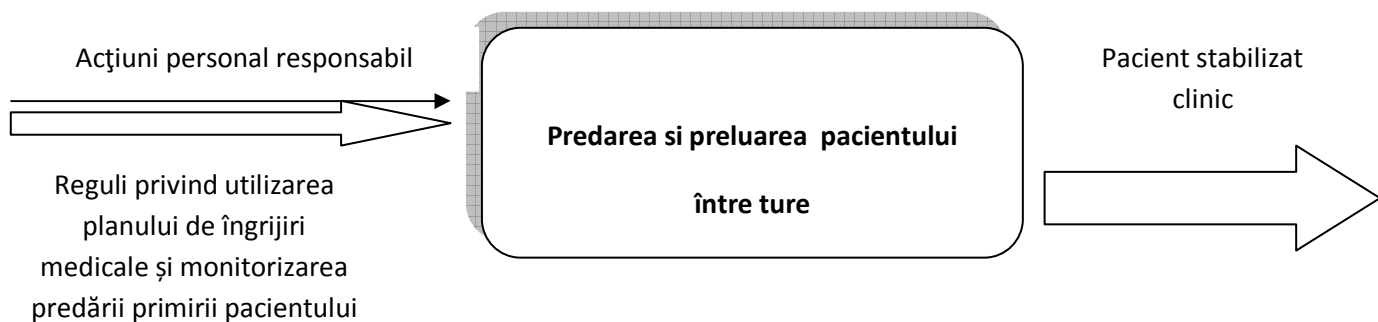 Acţiuni personal responsabil
Reguli privind utilizarea
planului de îngrijiri
medicale și monitorizarea
predării primirii pacientului
Predarea si preluarea pacientului
între ture
Pacient stabilizat
clinic